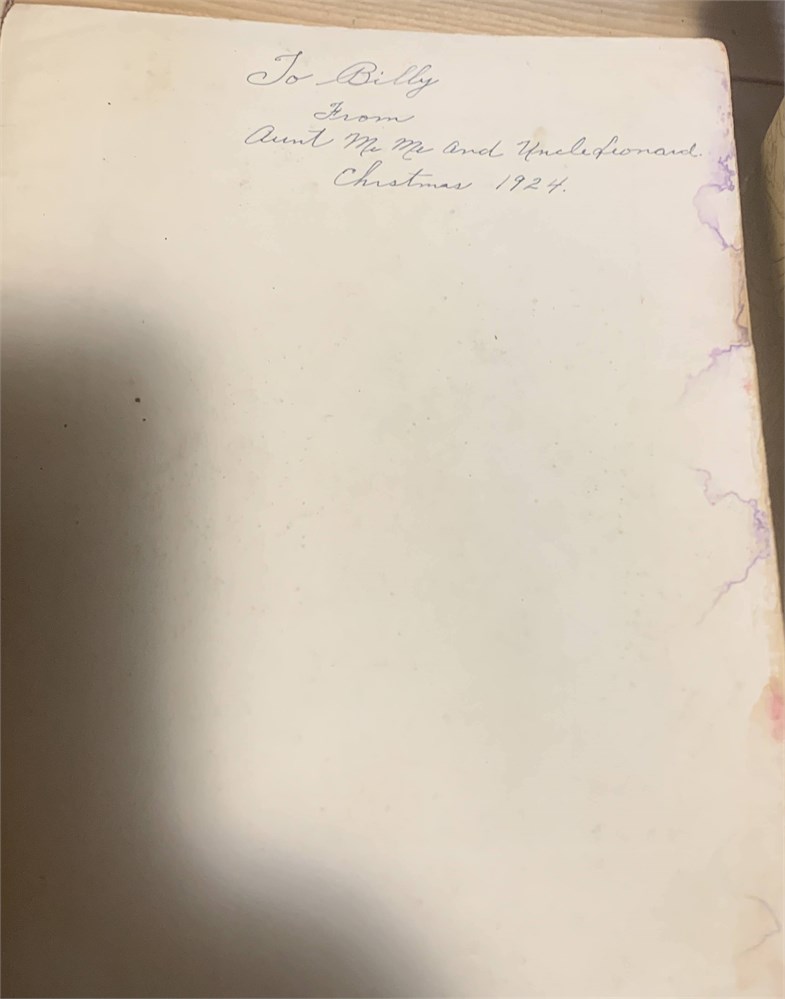 To Billy
From
Aunt Me Me and Uncle Leonard.
Christmas 1924.